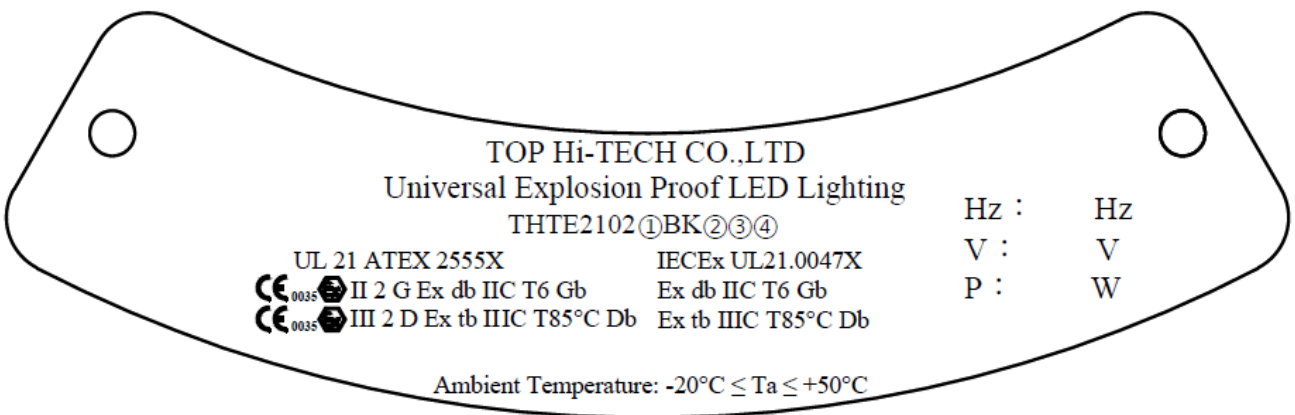 TOP Hi-TECH CO.,LTD
Universal Explosion Proof LED Lighting
THTE2102①BK②③④
UL 21 ATEX 2555X IECEx UL21.0047X
CE 0035 Ex II 2 G Ex db IIC T6 Gb Ex db IIC T6 Gb
CE 0035 Ex III 2 D Ex tb IIIC T85°C Db Ex tb IIIC T85°C Db
Ambient Temperature: -20°C ≤ Ta ≤ +50°C
Hz： Hz
V： V
P： W